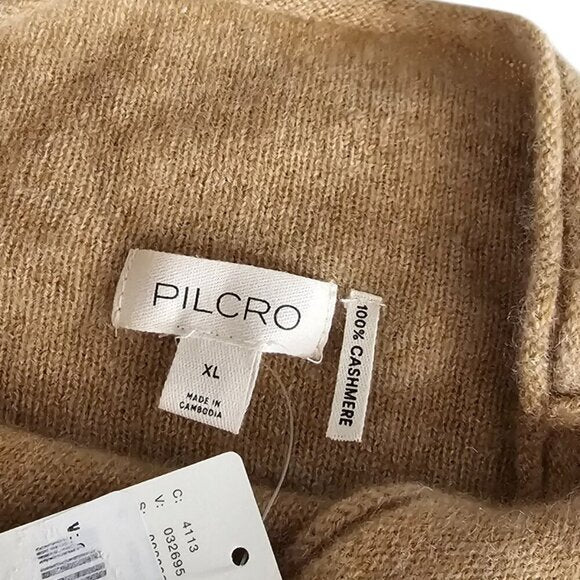 PILCRO
XL
MADE IN
CAMBODIA
100% CASHMERE
C: 4113
V: 032695
S: